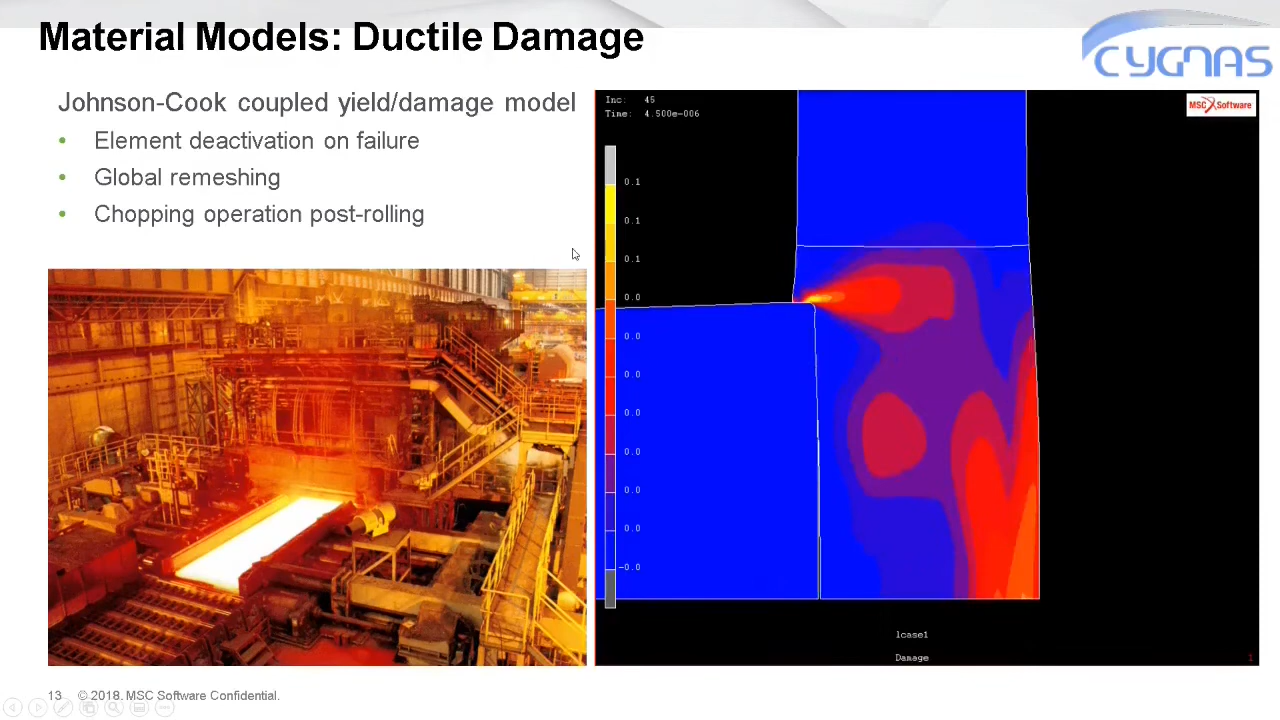 Material Models: Ductile Damage
CYGNAS
Johnson-Cook coupled yield/damage model
• Element deactivation on failure
• Global remeshing
• Chopping operation post-rolling
Inc: 45
Time: 4.500e-006
MSC Software
0.1
0.1
0.1
0.0
0.0
0.0
0.0
0.0
0.0
0.0
-0.0
lcase1
Damage
1
13 © 2018. MSC Software Confidential.